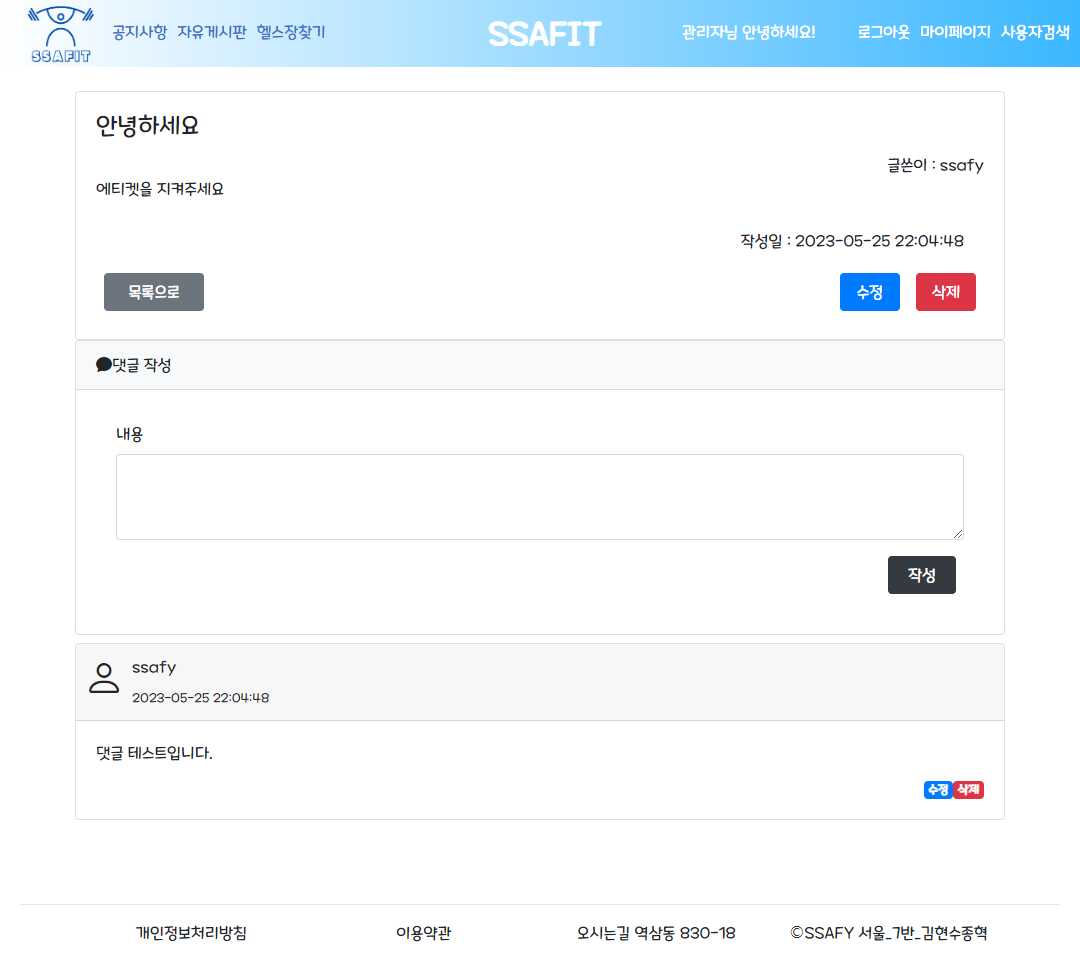 SSAFIT
공지사항 자유게시판 헬스장찾기
SSAFIT
관리자님 안녕하세요!
로그아웃 마이페이지 사용자검색
안녕하세요
글쓴이 : ssafy
에티켓을 지켜주세요
작성일 : 2023-05-25 22:04:48
목록으로
수정 삭제
댓글 작성
내용
작성
ssafy
2023-05-25 22:04:48
댓글 테스트입니다.
수정 삭제
개인정보처리방침 이용약관 오시는길 역삼동 830-18 ©SSAFY 서울_7반_김현수종혁